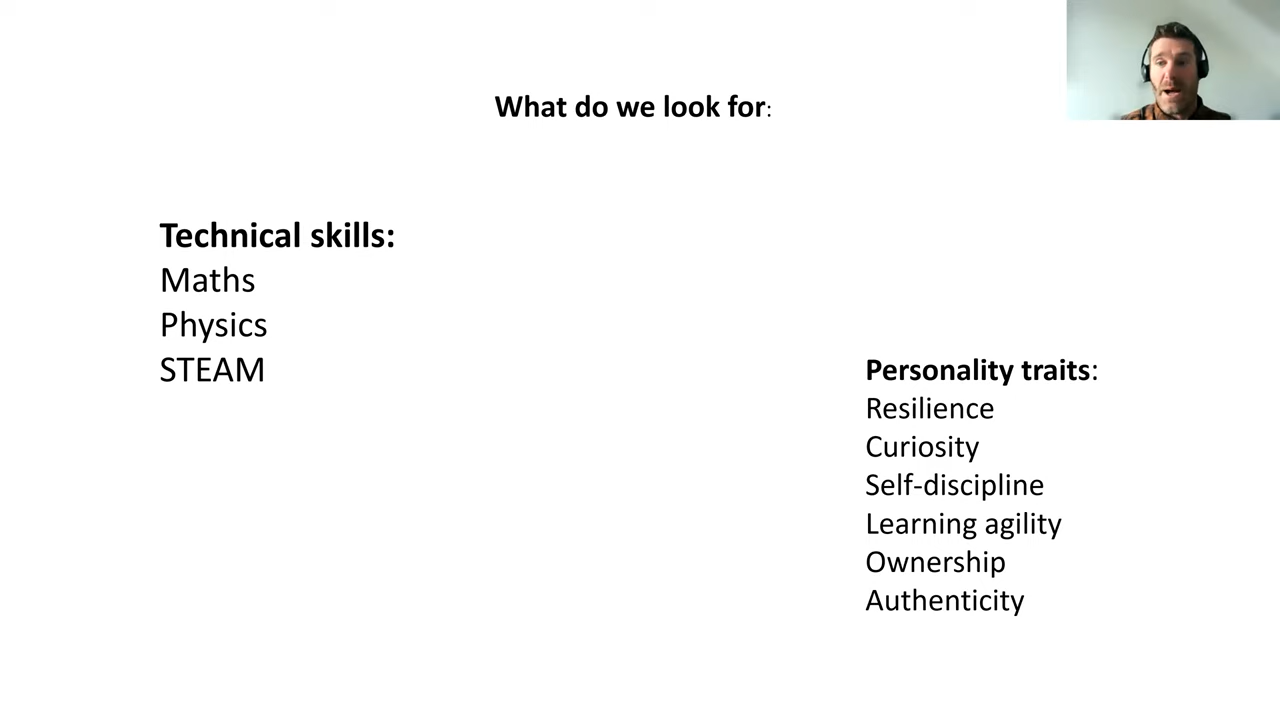 What do we look for:
Technical skills:
Maths
Physics
STEAM
Personality traits:
Resilience
Curiosity
Self-discipline
Learning agility
Ownership
Authenticity